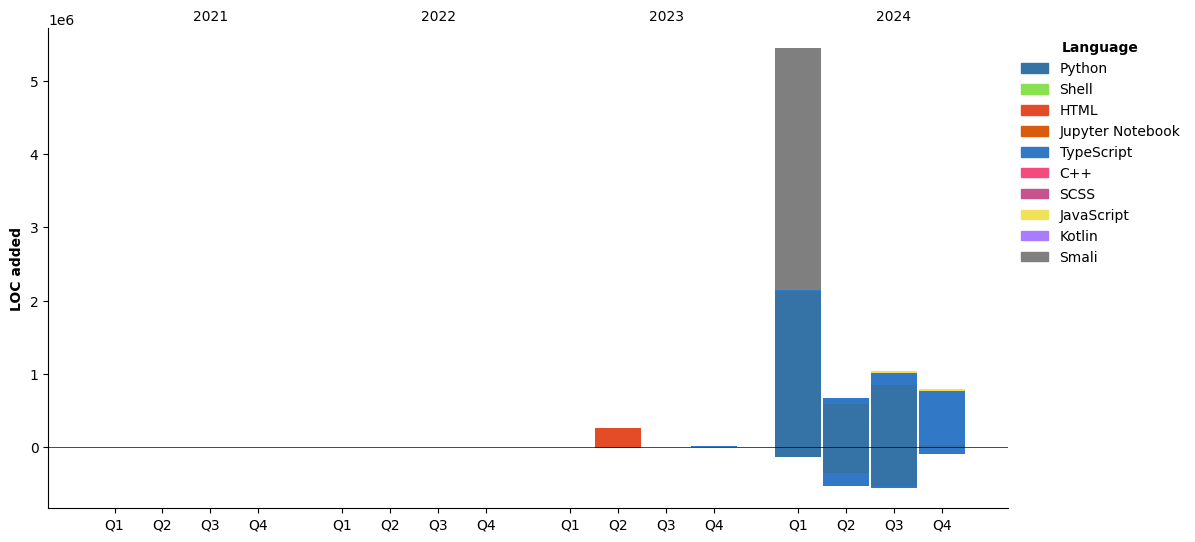 1e6
2021 2022 2023 2024
Language
Python
Shell
HTML
Jupyter Notebook
TypeScript
C++
SCSS
JavaScript
Kotlin
Smali
LOC added
5
4
3
2
1
0
Q1 Q2 Q3 Q4 Q1 Q2 Q3 Q4 Q1 Q2 Q3 Q4 Q1 Q2 Q3 Q4